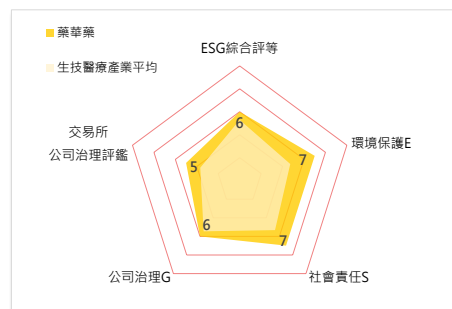 藥華藥
生技醫療產業平均
ESG綜合評等
6
環境保護E
7
社會責任S
7
公司治理G
6
交易所
公司治理評鑑
5